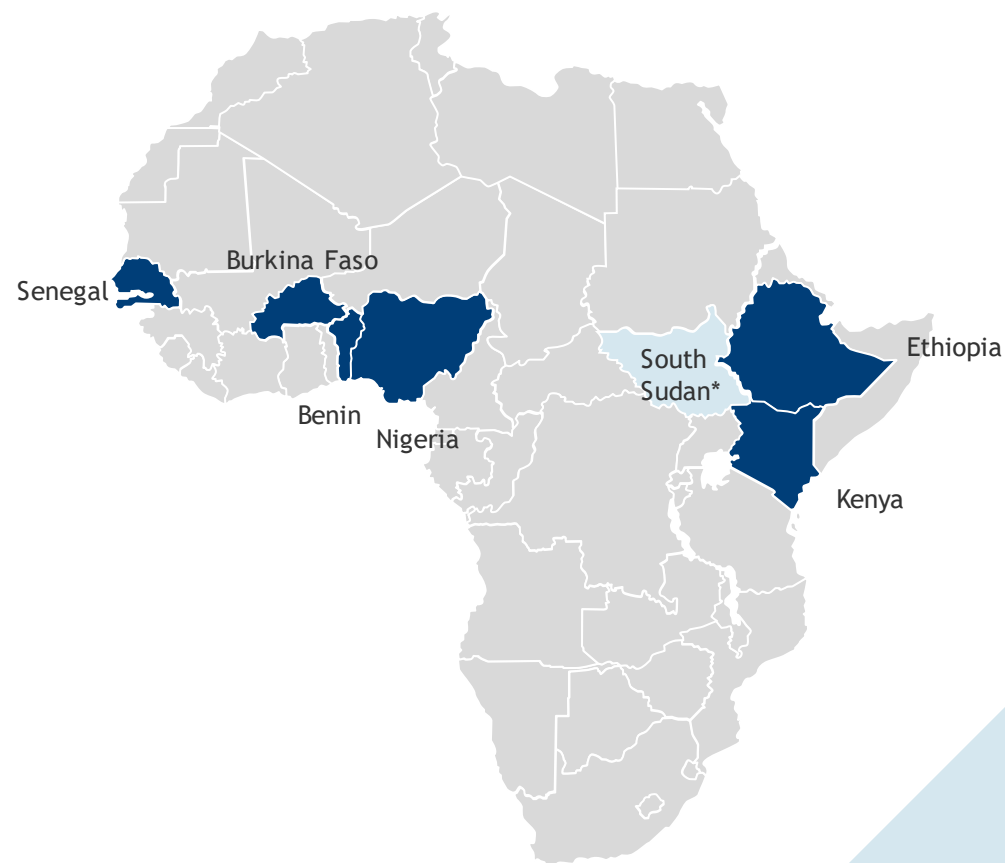 Burkina Faso
Senegal
South
Sudan*
Ethiopia
Benin
Nigeria
Kenya